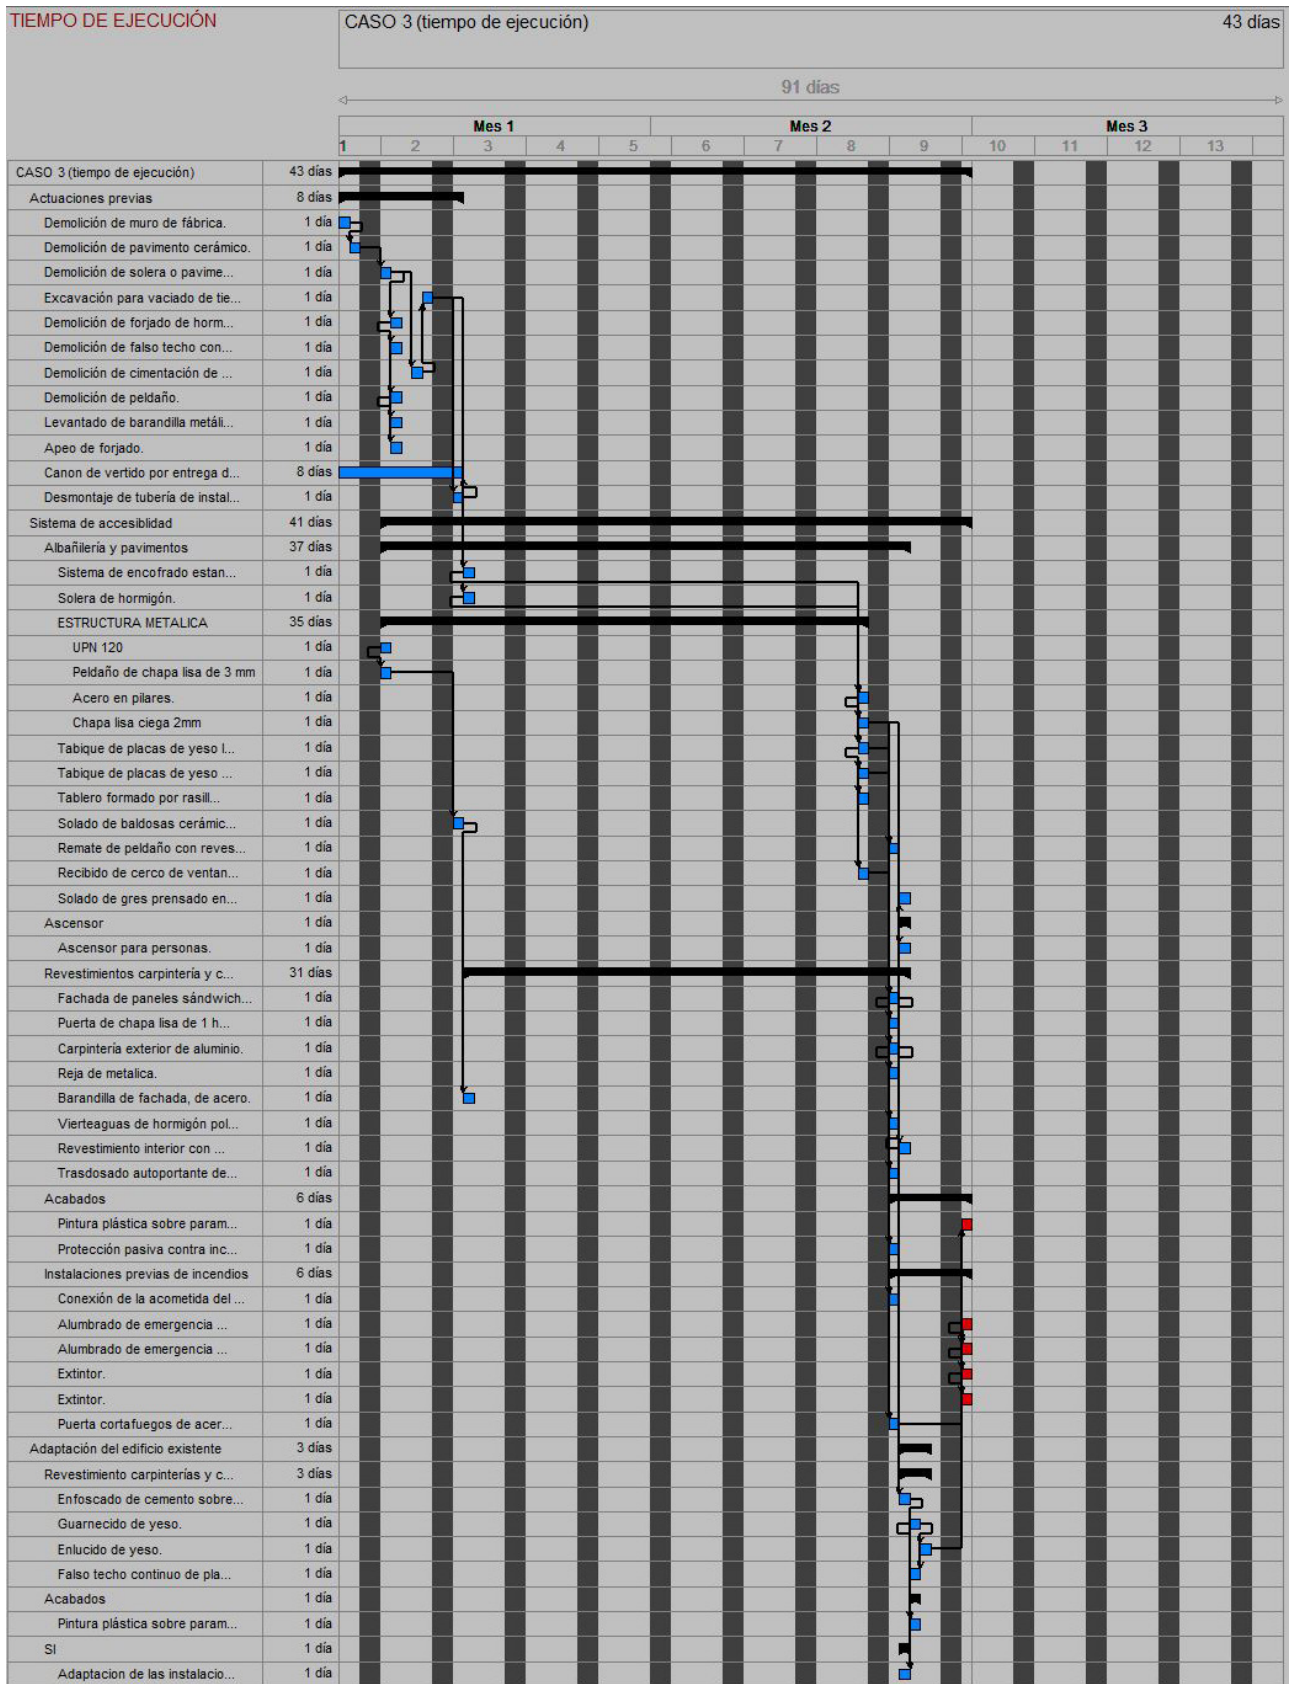 TIEMPO DE EJECUCIÓN
CASO 3 (tiempo de ejecución) 43 días
91 días
Mes 1 Mes 2 Mes 3
1 2 3 4 5 6 7 8 9 10 11 12 13
CASO 3 (tiempo de ejecución) 43 días
Actuaciones previas 8 días
Demolición de muro de fábrica. 1 día
Demolición de pavimento cerámico. 1 día
Demolición de solera o pavime... 1 día
Excavación para vaciado de tie... 1 día
Demolición de forjado de horm... 1 día
Demolición de falso techo con... 1 día
Demolición de cimentación de ... 1 día
Demolición de peldaño. 1 día
Levantado de barandilla metáli... 1 día
Apeo de forjado. 1 día
Canon de vertido por entrega d... 8 días
Desmontaje de tubería de instal... 1 día
Sistema de accesiblidad 41 días
Albañilería y pavimentos 37 días
Sistema de encofrado estan... 1 día
Solera de hormigón. 1 día
ESTRUCTURA METALICA 35 días
UPN 120 1 día
Peldaño de chapa lisa de 3 mm 1 día
Acero en pilares. 1 día
Chapa lisa ciega 2mm 1 día
Tabique de placas de yeso l... 1 día
Tabique de placas de yeso ... 1 día
Tablero formado por rasill... 1 día
Solado de baldosas cerámic... 1 día
Remate de peldaño con reves... 1 día
Recibido de cerco de ventan... 1 día
Solado de gres prensado en... 1 día
Ascensor 1 día
Ascensor para personas. 1 día
Revestimientos carpintería y c... 31 días
Fachada de paneles sándwich... 1 día
Puerta de chapa lisa de 1 h... 1 día
Carpintería exterior de aluminio. 1 día
Reja de metalica. 1 día
Barandilla de fachada, de acero. 1 día
Vierteaguas de hormigón pol... 1 día
Revestimiento interior con ... 1 día
Trasdosado autoportante de... 1 día
Acabados 6 días
Pintura plástica sobre param... 1 día
Protección pasiva contra inc... 1 día
Instalaciones previas de incendios 6 días
Conexión de la acometida del ... 1 día
Alumbrado de emergencia ... 1 día
Alumbrado de emergencia ... 1 día
Extintor. 1 día
Extintor. 1 día
Puerta cortafuegos de acer... 1 día
Adaptación del edificio existente 3 días
Revestimiento carpinterías y c... 3 días
Enfoscado de cemento sobre... 1 día
Guarnecido de yeso. 1 día
Enlucido de yeso. 1 día
Falso techo continuo de pla... 1 día
Acabados 1 día
Pintura plástica sobre param... 1 día
SI 1 día
Adaptacion de las instalacio... 1 día